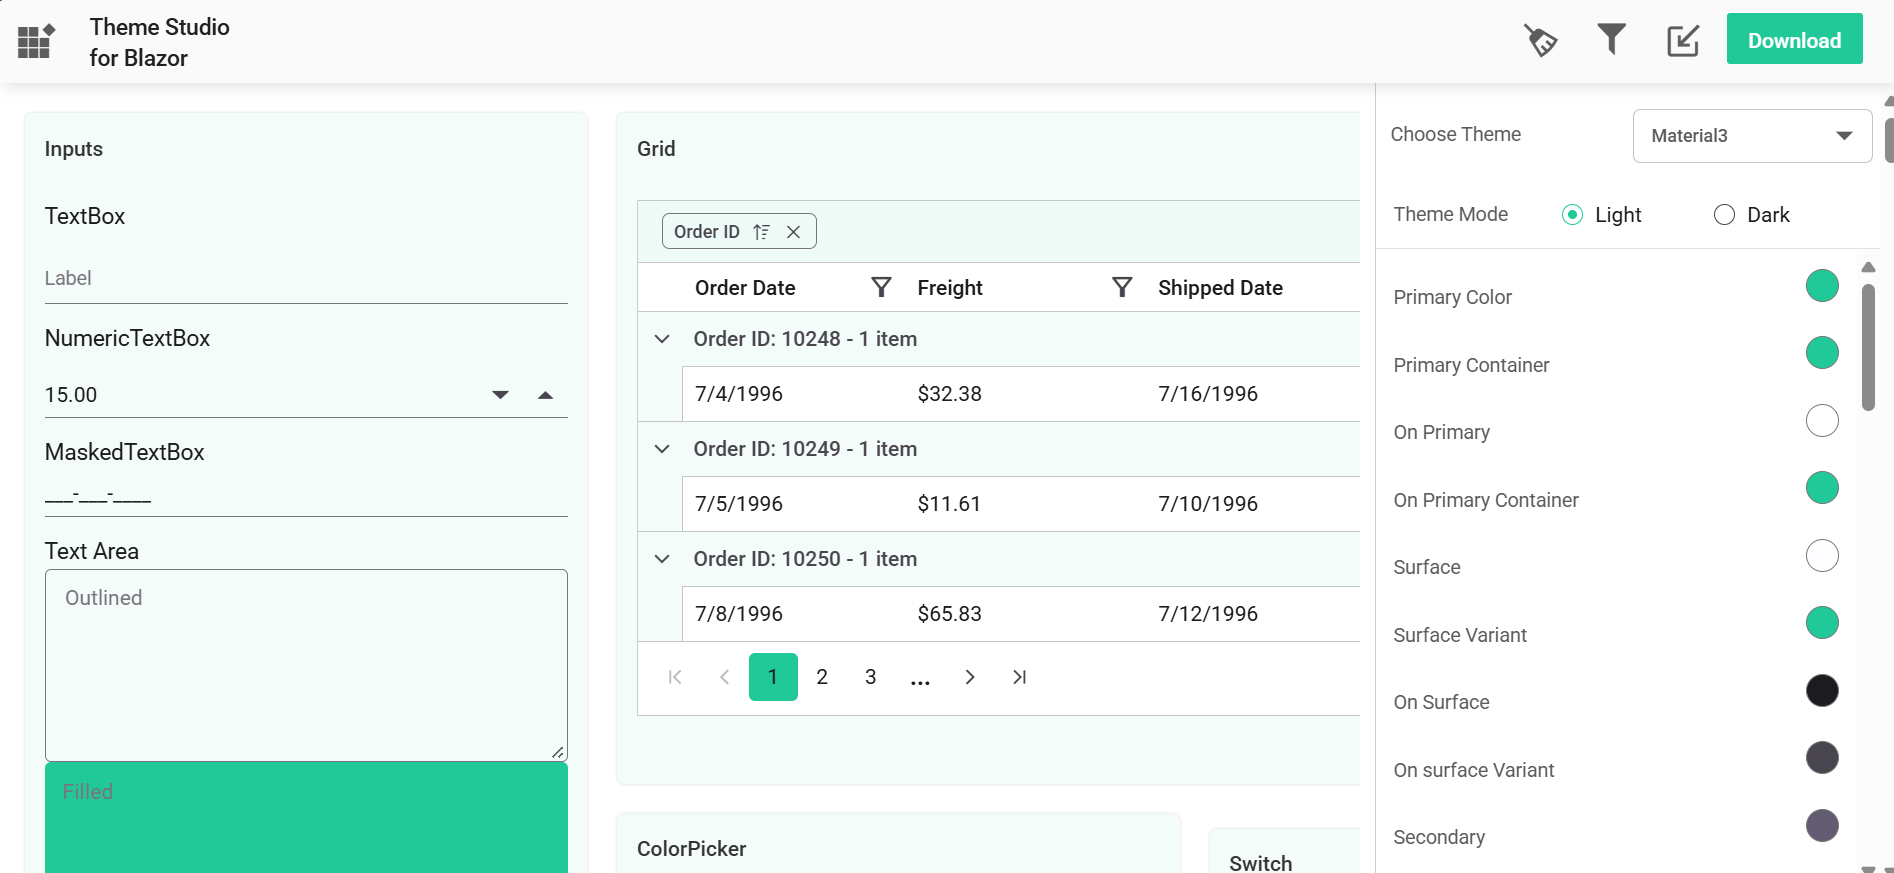 Theme Studio
for Blazor
Download
Inputs
TextBox
Label
NumericTextBox
15.00
MaskedTextBox
___-___-____
Text Area
Outlined
Filled
Grid
Order ID
Order Date Freight Shipped Date
Order ID: 10248 - 1 item
7/4/1996 $32.38 7/16/1996
Order ID: 10249 - 1 item
7/5/1996 $11.61 7/10/1996
Order ID: 10250 - 1 item
7/8/1996 $65.83 7/12/1996
1 2 3 ...
ColorPicker
Switch
Choose Theme Material3
Theme Mode Light Dark
Primary Color
Primary Container
On Primary
On Primary Container
Surface
Surface Variant
On Surface
On surface Variant
Secondary